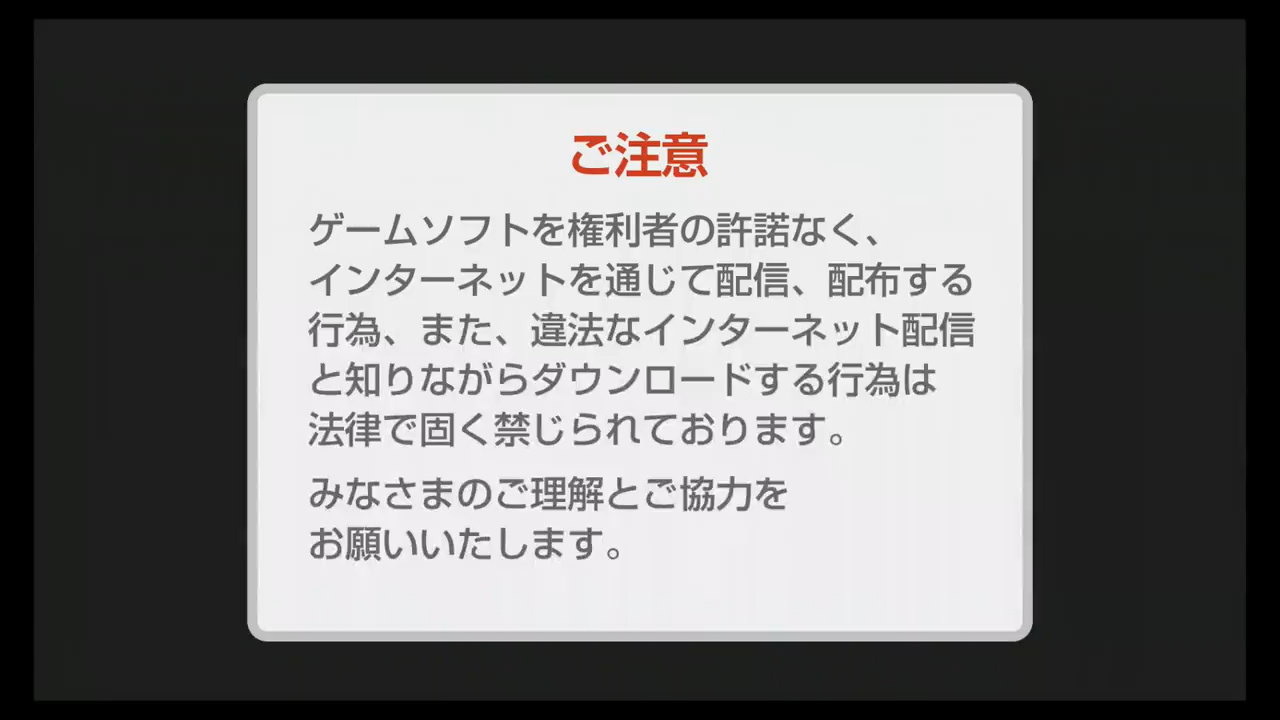 ご注意
ゲームソフトを権利者の許諾なく、
インターネットを通じて配信、配布する
行為、また、違法なインターネット配信
と知りながらダウンロードする行為は
法律で固く禁じられております。
みなさまのご理解とご協力を
お願いいたします。